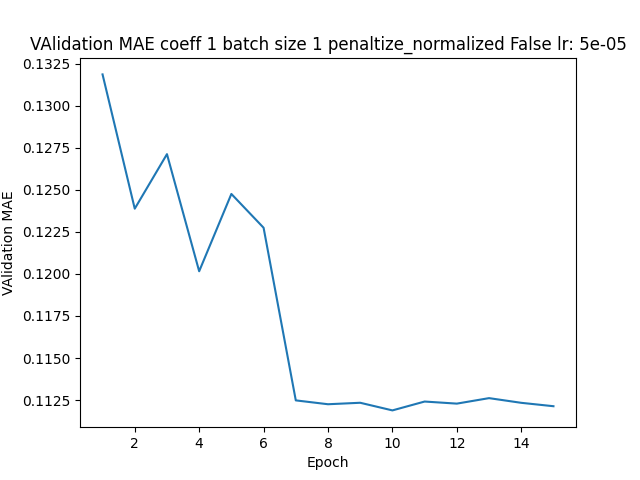 VAlidation MAE coeff 1 batch size 1 penaltize_normalized False lr: 5e-05
0.1325
0.1300
0.1275
0.1250
0.1225
0.1200
0.1175
0.1150
0.1125
VAlidation MAE
2 4 6 8 10 12 14
Epoch